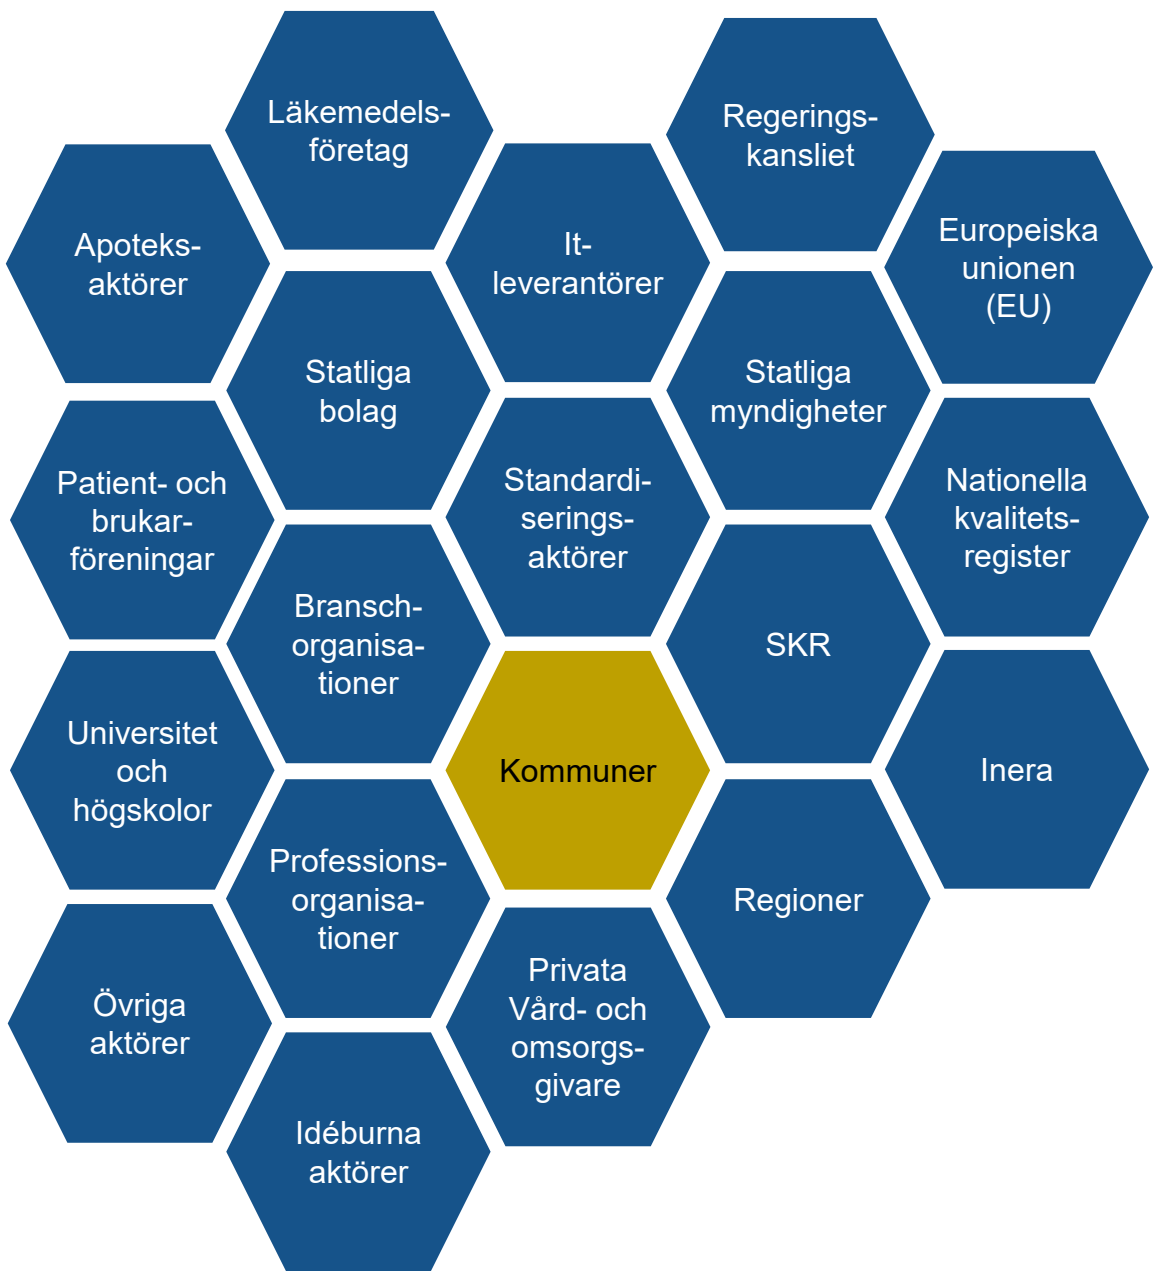 Läkemedels-
företag
Regerings-
kansliet
Apoteks-
aktörer
It-
leverantörer
Europeiska
unionen
(EU)
Statliga
bolag
Statliga
myndigheter
Patient- och
brukar-
föreningar
Standardi-
serings-
aktörer
Nationella
kvalitets-
register
Bransch-
organisa-
tioner
SKR
Universitet
och
högskolor
Kommuner
Inera
Professions-
organisa-
tioner
Regioner
Övriga
aktörer
Privata
Vård- och
omsorgs-
givare
Idéburna
aktörer